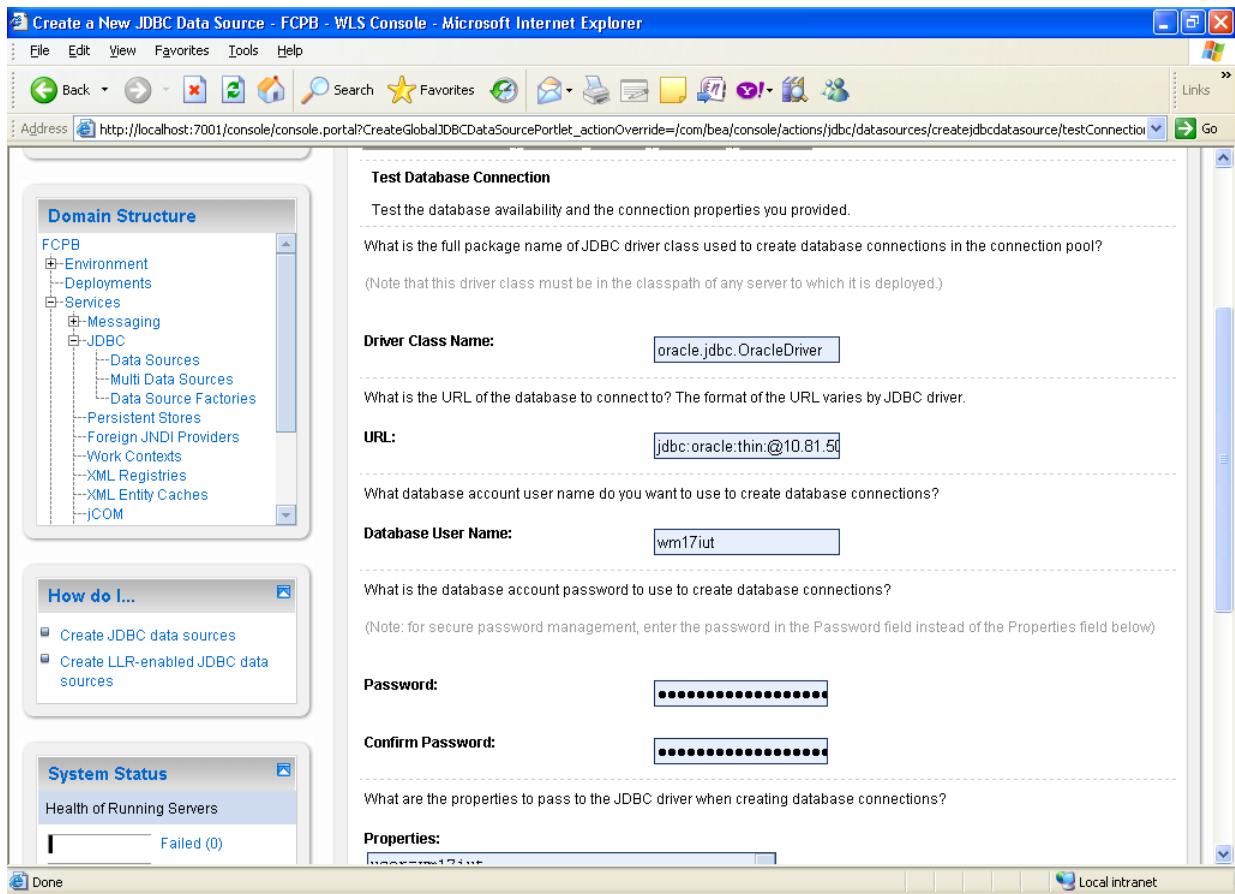 Create a New JDBC Data Source - FCPB - WLS Console - Microsoft Internet Explorer
File Edit View Favorites Tools Help
Back Search Favorites Links
Address http://localhost:7001/console/console.portal?CreateGlobalJDBCDataSourcePortlet_actionOverride=/com/bea/console/actions/jdbc/datasources/createjdbcdatasource/testConnectio Go
Domain Structure
FCPB
Environment
Deployments
Services
Messaging
JDBC
Data Sources
Multi Data Sources
Data Source Factories
Persistent Stores
Foreign JNDI Providers
Work Contexts
XML Registries
XML Entity Caches
jCOM
How do I...
Create JDBC data sources
Create LLR-enabled JDBC data
sources
System Status
Health of Running Servers
Failed (0)
Test Database Connection
Test the database availability and the connection properties you provided.
What is the full package name of JDBC driver class used to create database connections in the connection pool?
(Note that this driver class must be in the classpath of any server to which it is deployed.)
Driver Class Name: oracle.jdbc.OracleDriver
What is the URL of the database to connect to? The format of the URL varies by JDBC driver.
URL: jdbc:oracle:thin:@10.81.50
What database account user name do you want to use to create database connections?
Database User Name: wm17iut
What is the database account password to use to create database connections?
(Note: for secure password management, enter the password in the Password field instead of the Properties field below)
Password:
Confirm Password:
What are the properties to pass to the JDBC driver when creating database connections?
Properties:
user=wm17iut
Done Local intranet